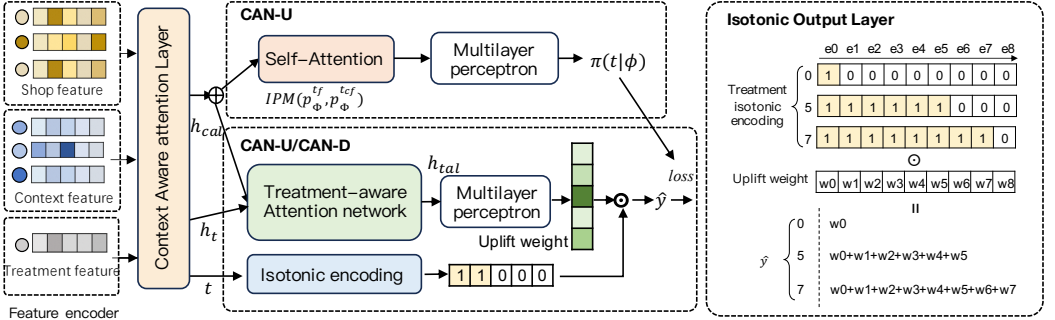 Shop feature
Context feature
Treatment feature
Feature encoder
Context Aware attention Layer
h_cal
h_t
t
CAN-U
Self-Attention
IPM(p_Φ^{tf}, p_Φ^{tcf})
Multilayer
perceptron
π(t|ϕ)
CAN-U/CAN-D
Treatment-aware
Attention network
h_tal
Multilayer
perceptron
Uplift weight
Isotonic encoding
1 1 0 0 0
⊙
ŷ
loss
Isotonic Output Layer
e0 e1 e2 e3 e4 e5 e6 e7 e8
Treatment
isotonic
encoding
0 1 0 0 0 0 0 0 0 0
5 1 1 1 1 1 1 0 0 0
7 1 1 1 1 1 1 1 1 0
⊙
Uplift weight w0 w1 w2 w3 w4 w5 w6 w7 w8
=
ŷ
0 w0
5 w0+w1+w2+w3+w4+w5
7 w0+w1+w2+w3+w4+w5+w6+w7